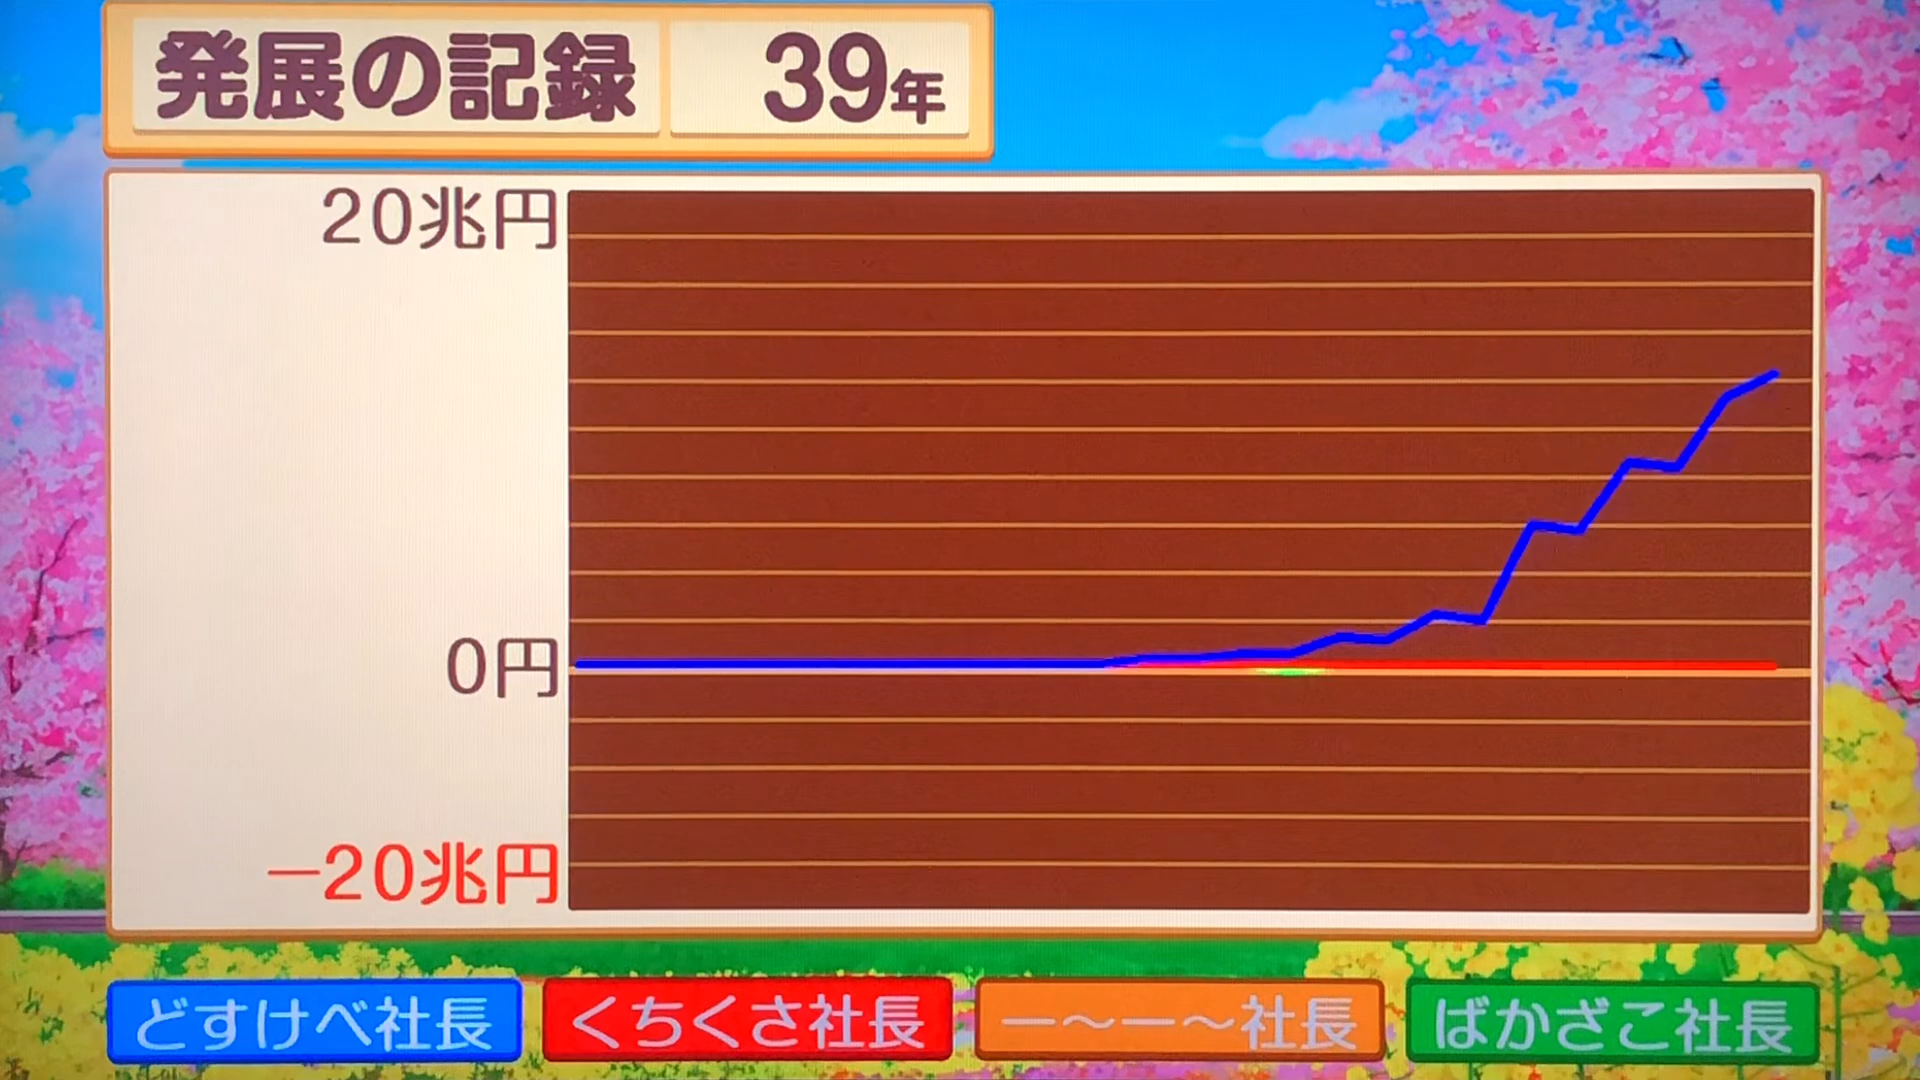 発展の記録 39年
20兆円
0円
−20兆円
どすけべ社長 くちくさ社長 ー〜ー〜社長 ばかざこ社長